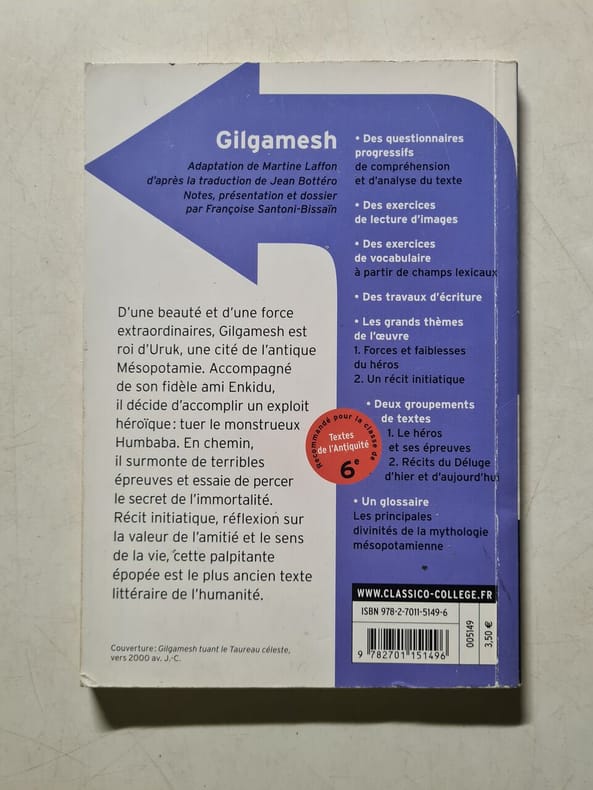 Gilgamesh
Adaptation de Martine Laffon
d'après la traduction de Jean Bottéro
Notes, présentation et dossier
par Françoise Santoni-Bissaïn
D'une beauté et d'une force
extraordinaires, Gilgamesh est
roi d'Uruk, une cité de l'antique
Mésopotamie. Accompagné
de son fidèle ami Enkidu,
il décide d'accomplir un exploit
héroïque : tuer le monstrueux
Humbaba. En chemin,
il surmonte de terribles
épreuves et essaie de percer
le secret de l'immortalité.
Récit initiatique, réflexion sur
la valeur de l'amitié et le sens
de la vie, cette palpitante
épopée est le plus ancien texte
littéraire de l'humanité.
Couverture : Gilgamesh tuant le Taureau céleste,
vers 2000 av. J.-C.
• Des questionnaires
progressifs
de compréhension
et d'analyse du texte
• Des exercices
de lecture d'images
• Des exercices
de vocabulaire
à partir de champs lexicaux
• Des travaux d'écriture
• Les grands thèmes
de l'œuvre
1. Forces et faiblesses
du héros
2. Un récit initiatique
• Deux groupements
de textes
1. Le héros
et ses épreuves
2. Récits du Déluge
d'hier et d'aujourd'hui
• Un glossaire
Les principales
divinités de la mythologie
mésopotamienne
Recommandé pour la classe de
Textes
de l'Antiquité
6e
WWW.CLASSICO-COLLEGE.FR
ISBN 978-2-7011-5149-6
9 782701 151496
005149
3,50 €